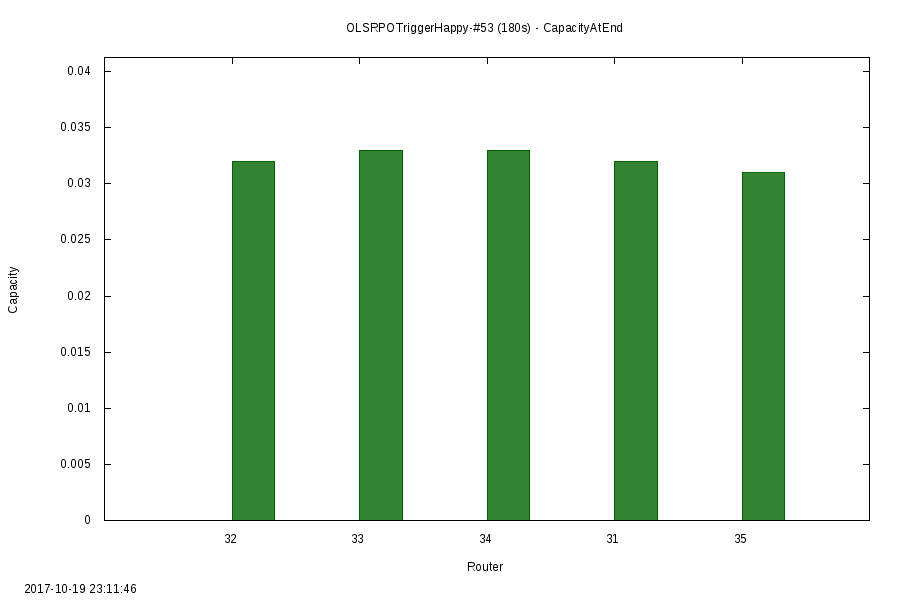 OLSRPOTriggerHappy-#53 (180s) - CapacityAtEnd
0.04
0.035
0.03
0.025
0.02
0.015
0.01
0.005
0
Capacity
32 33 34 31 35
Router
2017-10-19 23:11:46